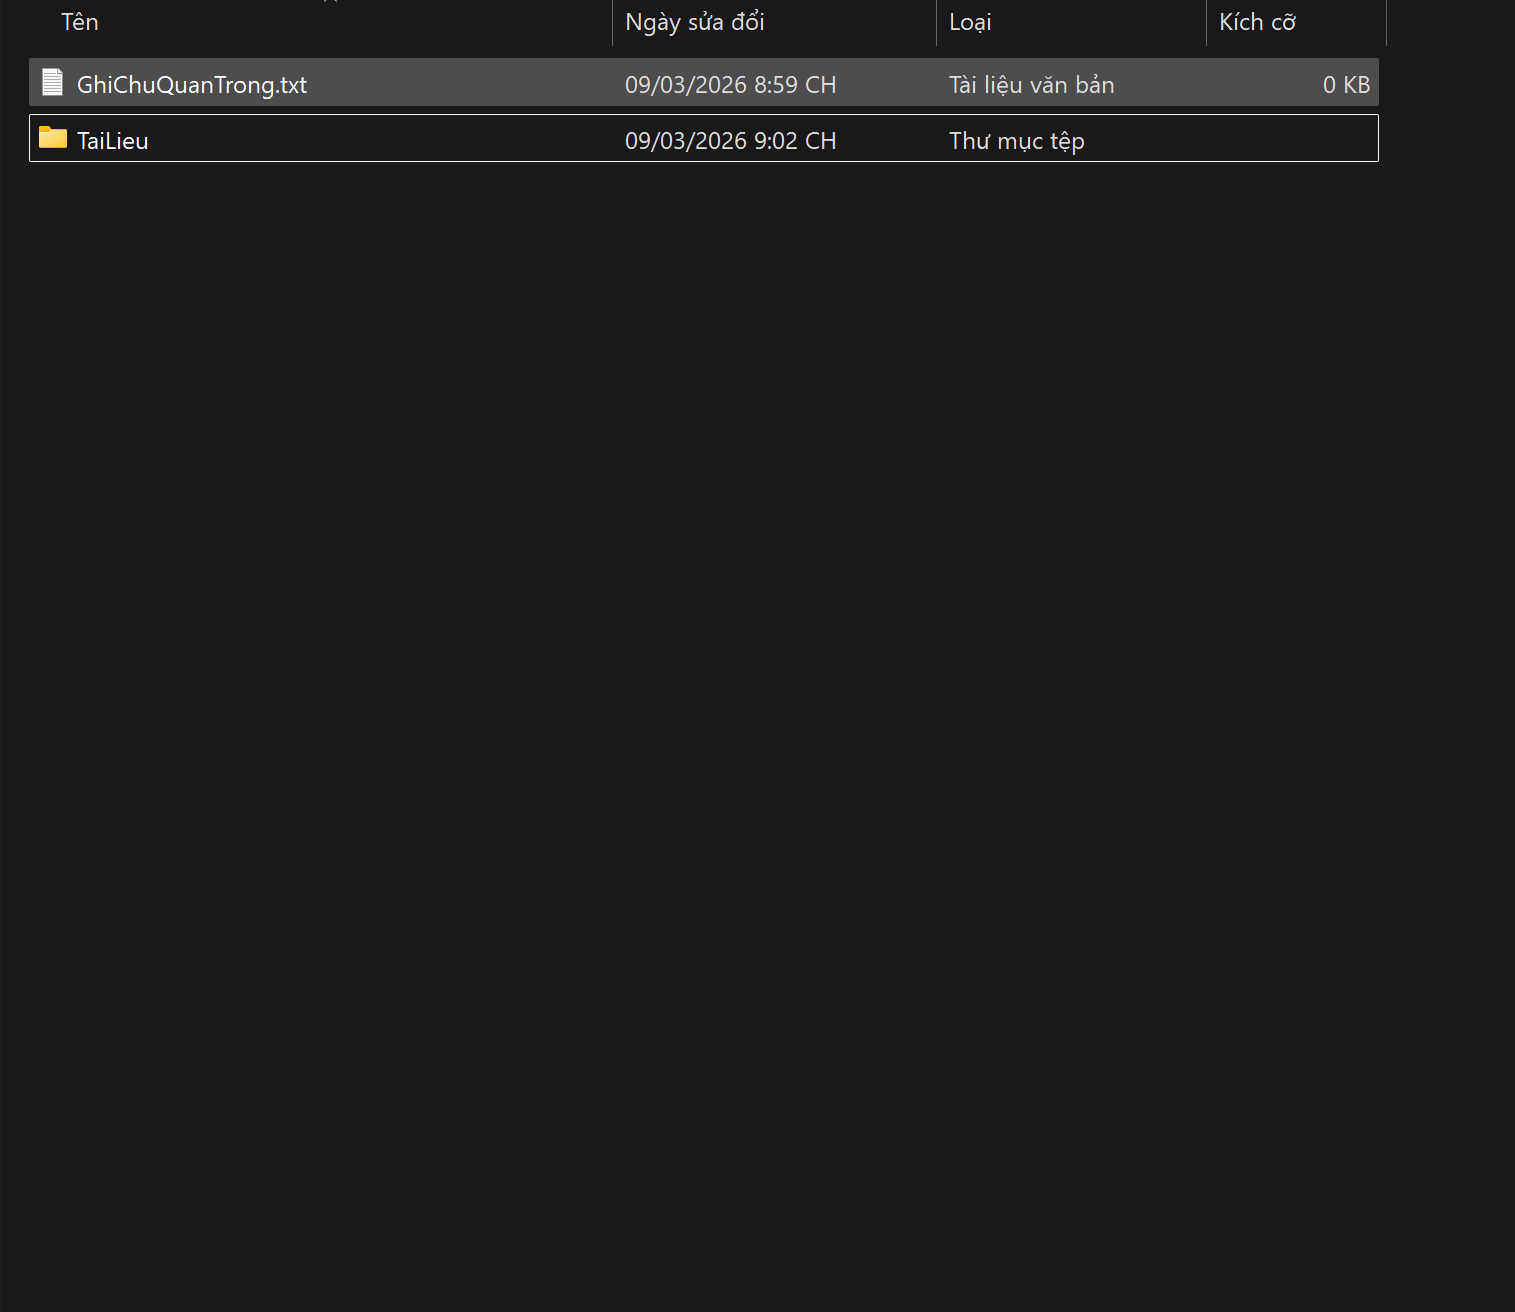 Tên Ngày sửa đổi Loại Kích cỡ
GhiChuQuanTrong.txt 09/03/2026 8:59 CH Tài liệu văn bản 0 KB
TaiLieu 09/03/2026 9:02 CH Thư mục tệp